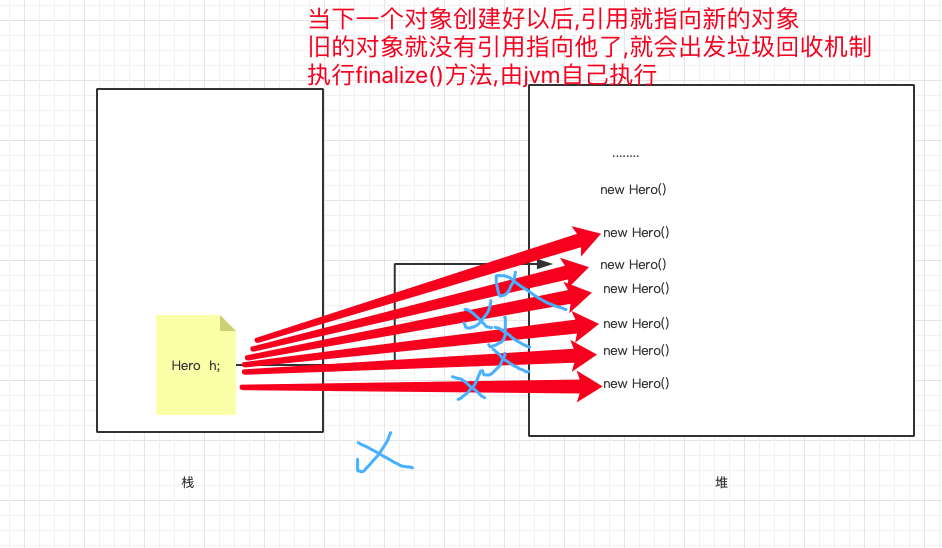 当下一个对象创建好以后,引用就指向新的对象
旧的对象就没有引用指向他了,就会出发垃圾回收机制
执行finalize()方法,由jvm自己执行
........
new Hero()
new Hero()
new Hero()
new Hero()
new Hero()
new Hero()
new Hero()
Hero h;
栈
堆